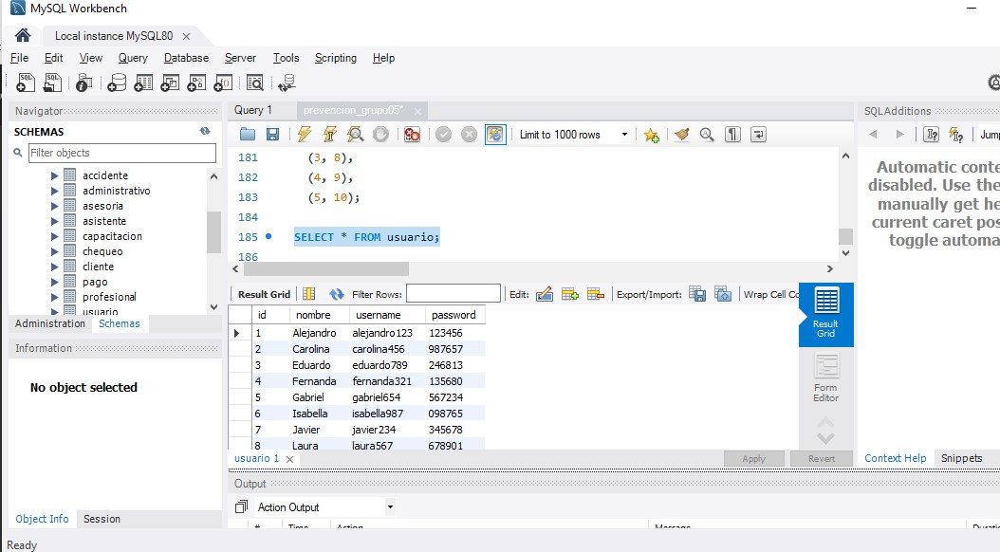 MySQL Workbench
Local instance MySQL80
File Edit View Query Database Server Tools Scripting Help
Navigator
SCHEMAS
Filter objects
accidente
administrativo
asesoria
asistente
capacitacion
chequeo
cliente
pago
profesional
usuario
Administration Schemas
Information
No object selected
Object Info Session
Ready
Query 1 prevencion_grupo05*
Limit to 1000 rows
181 (3, 8),
182 (4, 9),
183 (5, 10);
184
185 SELECT * FROM usuario;
186
Result Grid Filter Rows: Edit: Export/Import: Wrap Cell Co
id nombre username password
1 Alejandro alejandro123 123456
2 Carolina carolina456 987657
3 Eduardo eduardo789 246813
4 Fernanda fernanda321 135680
5 Gabriel gabriel654 567234
6 Isabella isabella987 098765
7 Javier javier234 345678
8 Laura laura567 678901
Result
Grid
Form
Editor
usuario 1 Apply Revert
Output
Action Output
# Time Action Message Duratio
SQLAdditions
Jump
Automatic conte
disabled. Use the
manually get he
current caret pos
toggle automa
Context Help Snippets